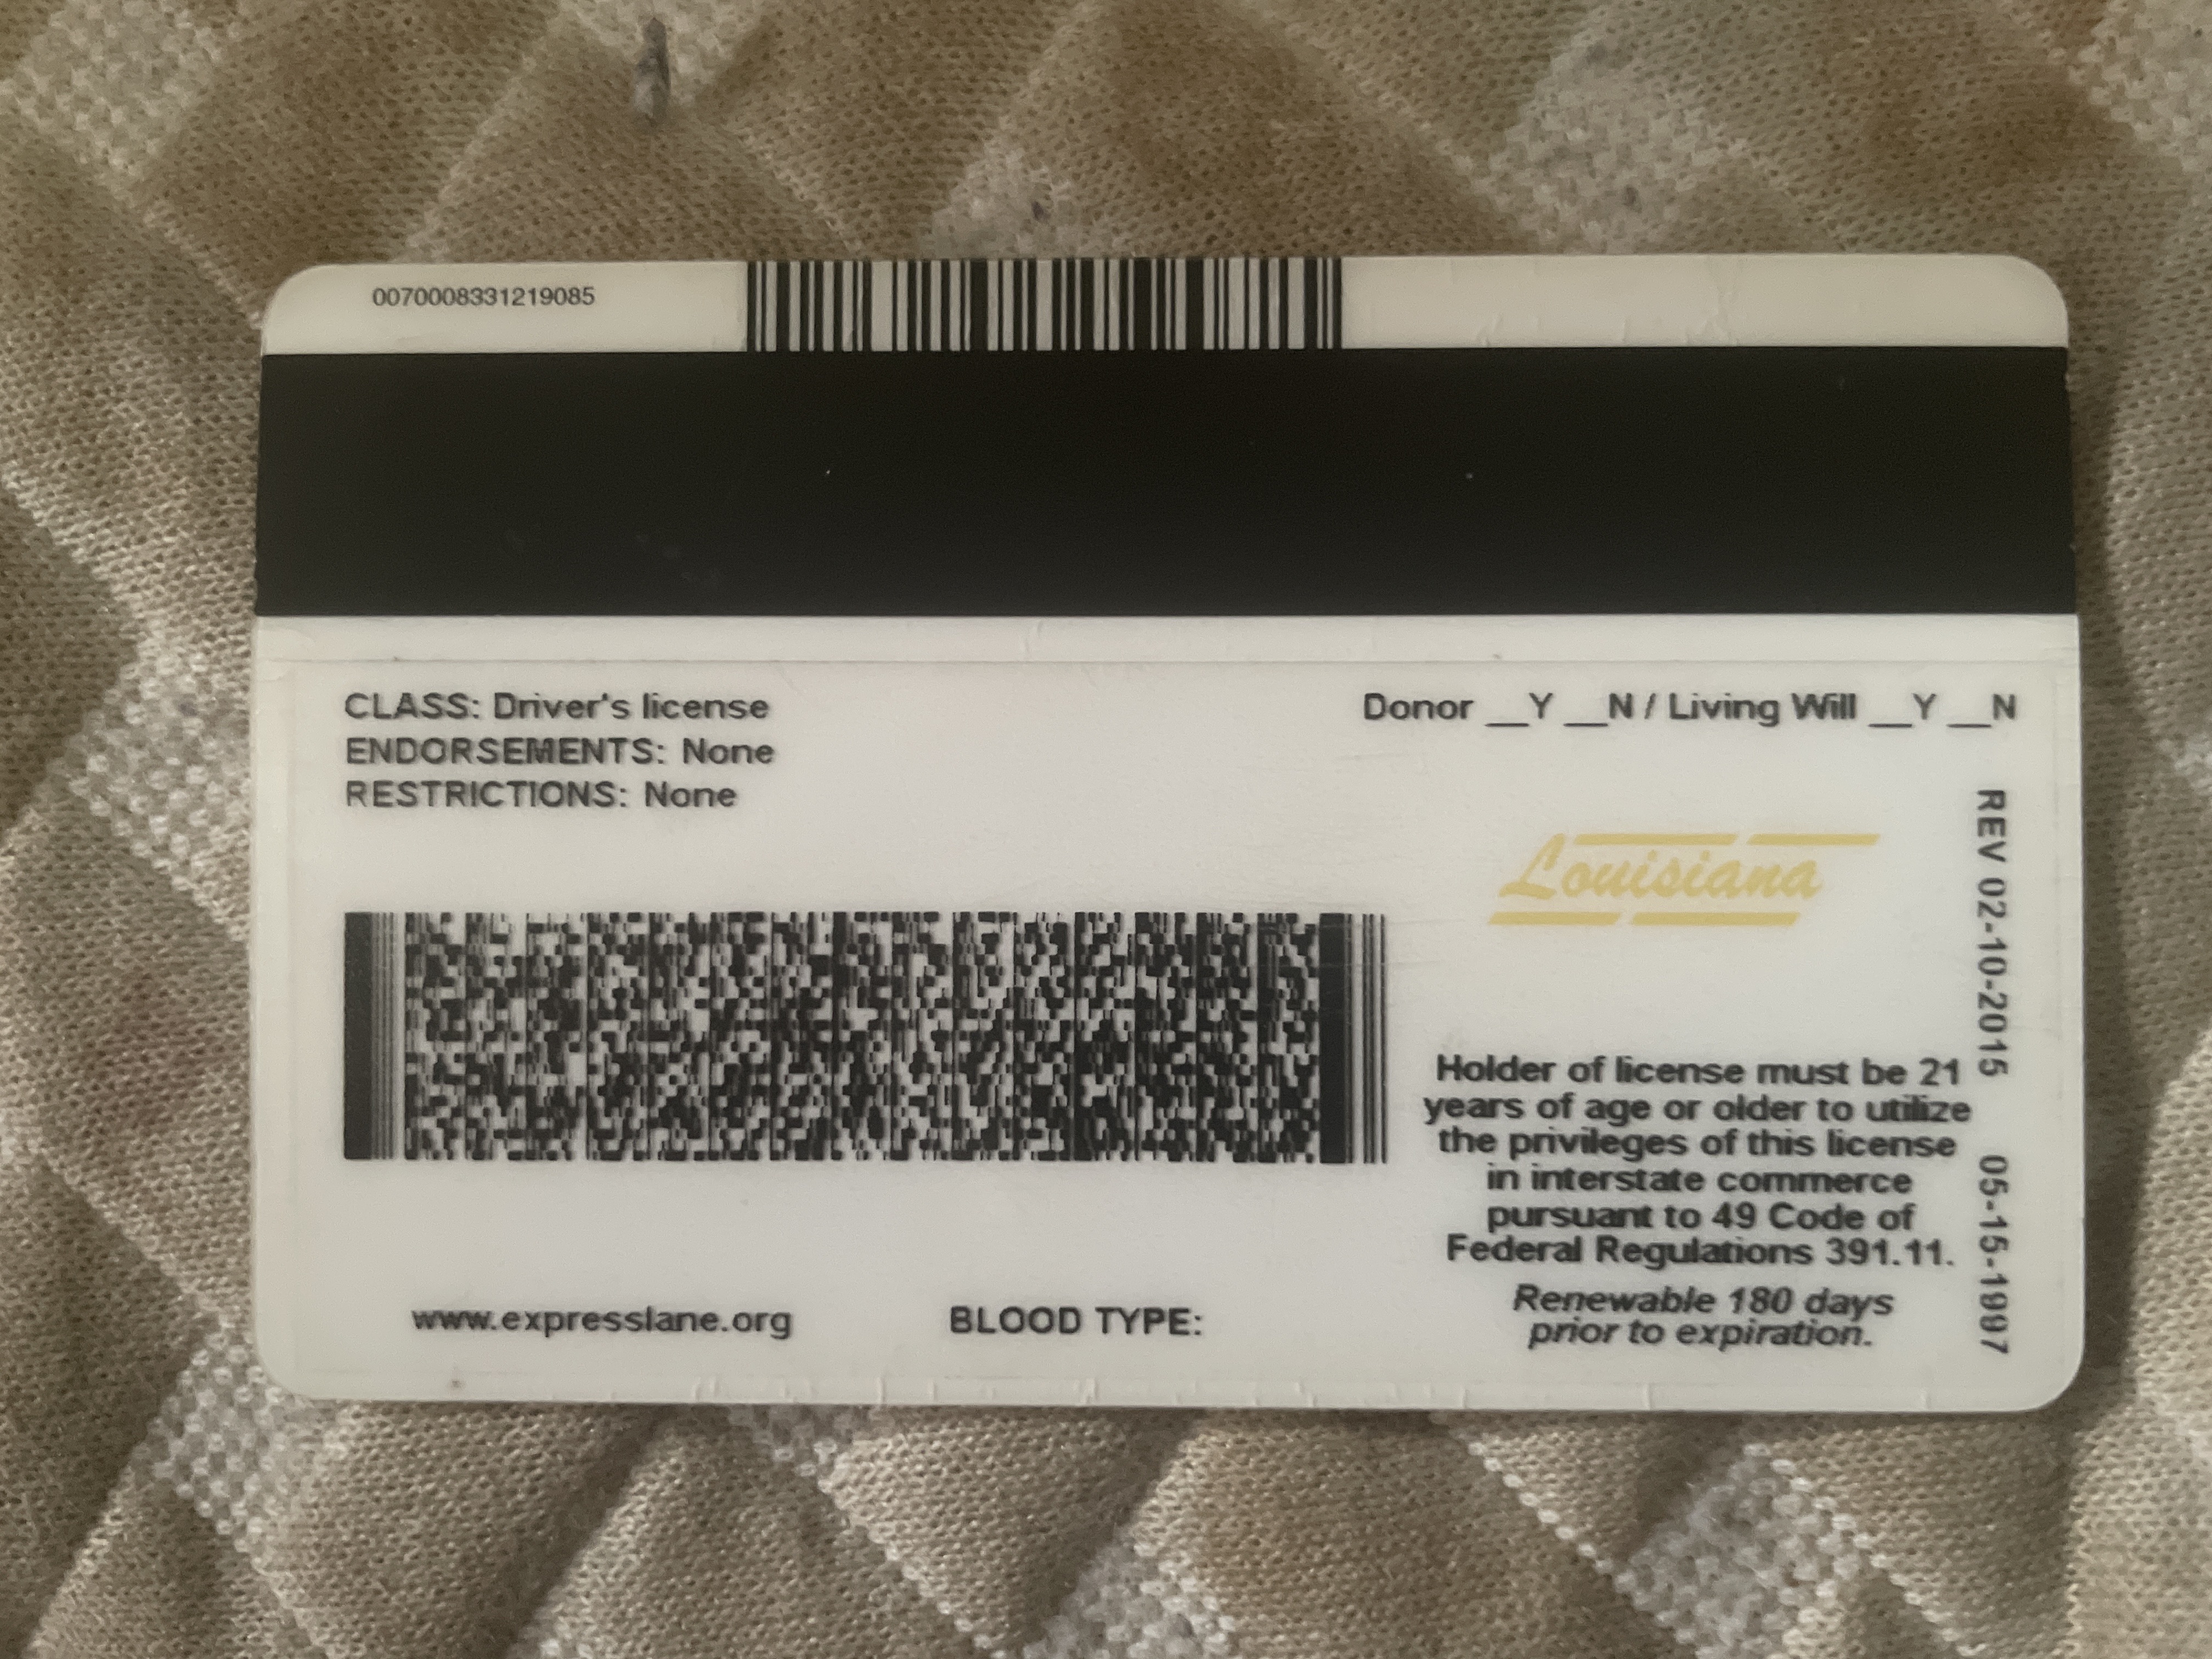 0070008331219085
CLASS: Driver's license
ENDORSEMENTS: None
RESTRICTIONS: None
Donor __Y __N / Living Will __Y __N
Louisiana
REV 02-10-2015 05-15-1997
Holder of license must be 21
years of age or older to utilize
the privileges of this license
in interstate commerce
pursuant to 49 Code of
Federal Regulations 391.11.
Renewable 180 days
prior to expiration.
www.expresslane.org
BLOOD TYPE: